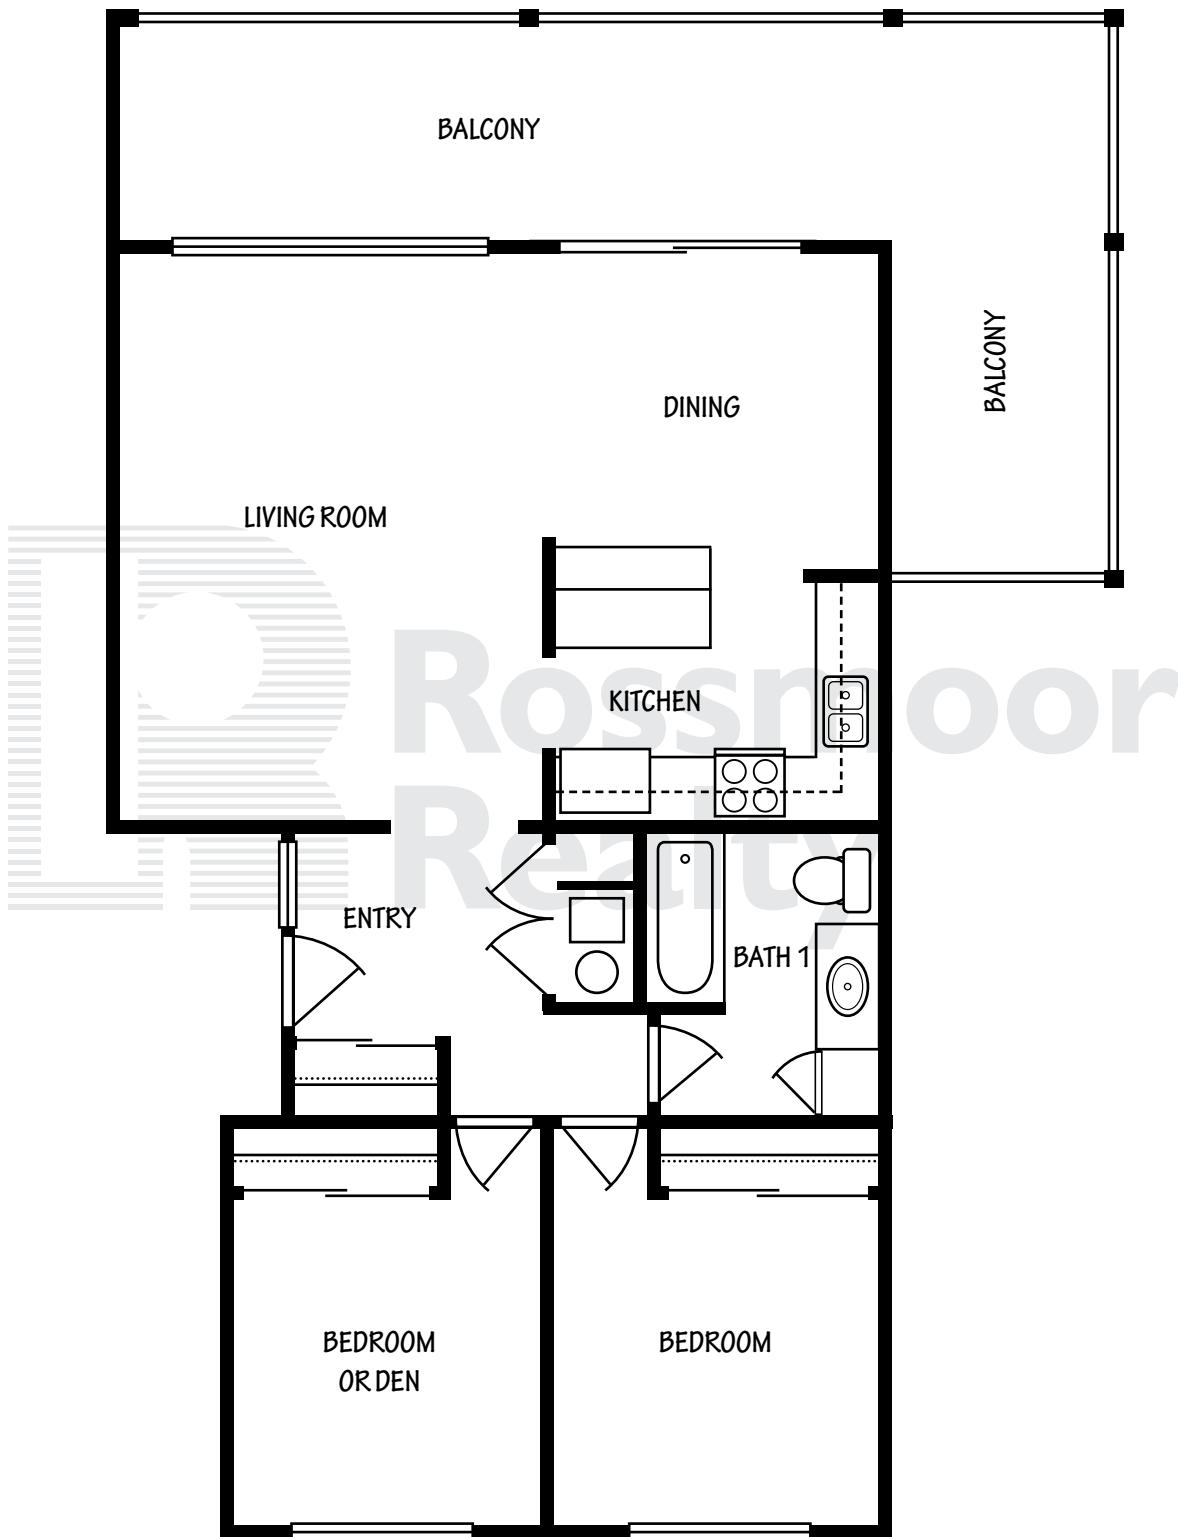 BALCONY
BALCONY
DINING
LIVING ROOM
Rossmoor
KITCHEN
Realty
ENTRY
BATH 1
BEDROOM
OR DEN
BEDROOM